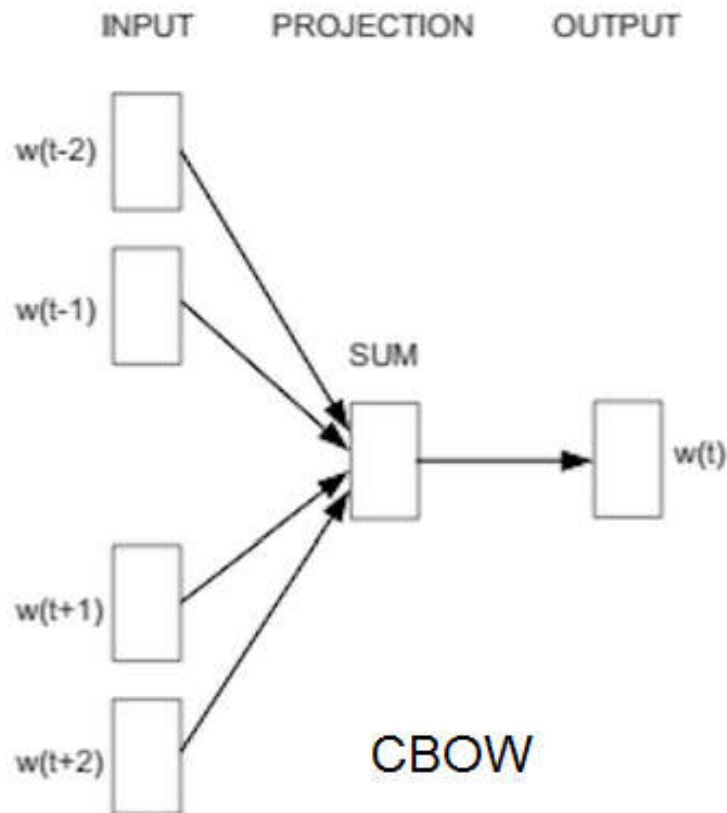 INPUT PROJECTION OUTPUT
w(t-2)
w(t-1)
SUM
w(t)
w(t+1)
w(t+2)
CBOW